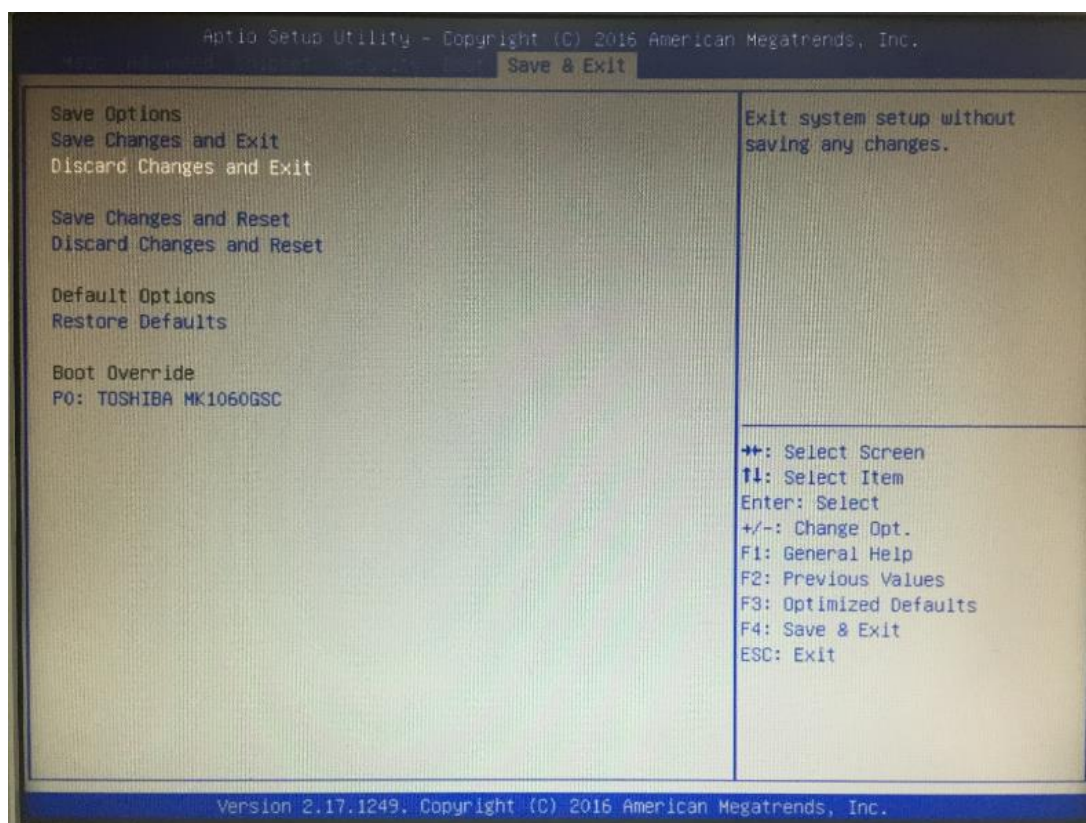 Aptio Setup Utility - Copyright (C) 2016 American Megatrends, Inc.
Save & Exit
Save Options
Save Changes and Exit
Discard Changes and Exit
Save Changes and Reset
Discard Changes and Reset
Default Options
Restore Defaults
Boot Override
P0: TOSHIBA MK1060GSC
Exit system setup without
saving any changes.
→←: Select Screen
↑↓: Select Item
Enter: Select
+/-: Change Opt.
F1: General Help
F2: Previous Values
F3: Optimized Defaults
F4: Save & Exit
ESC: Exit
Version 2.17.1249. Copyright (C) 2016 American Megatrends, Inc.